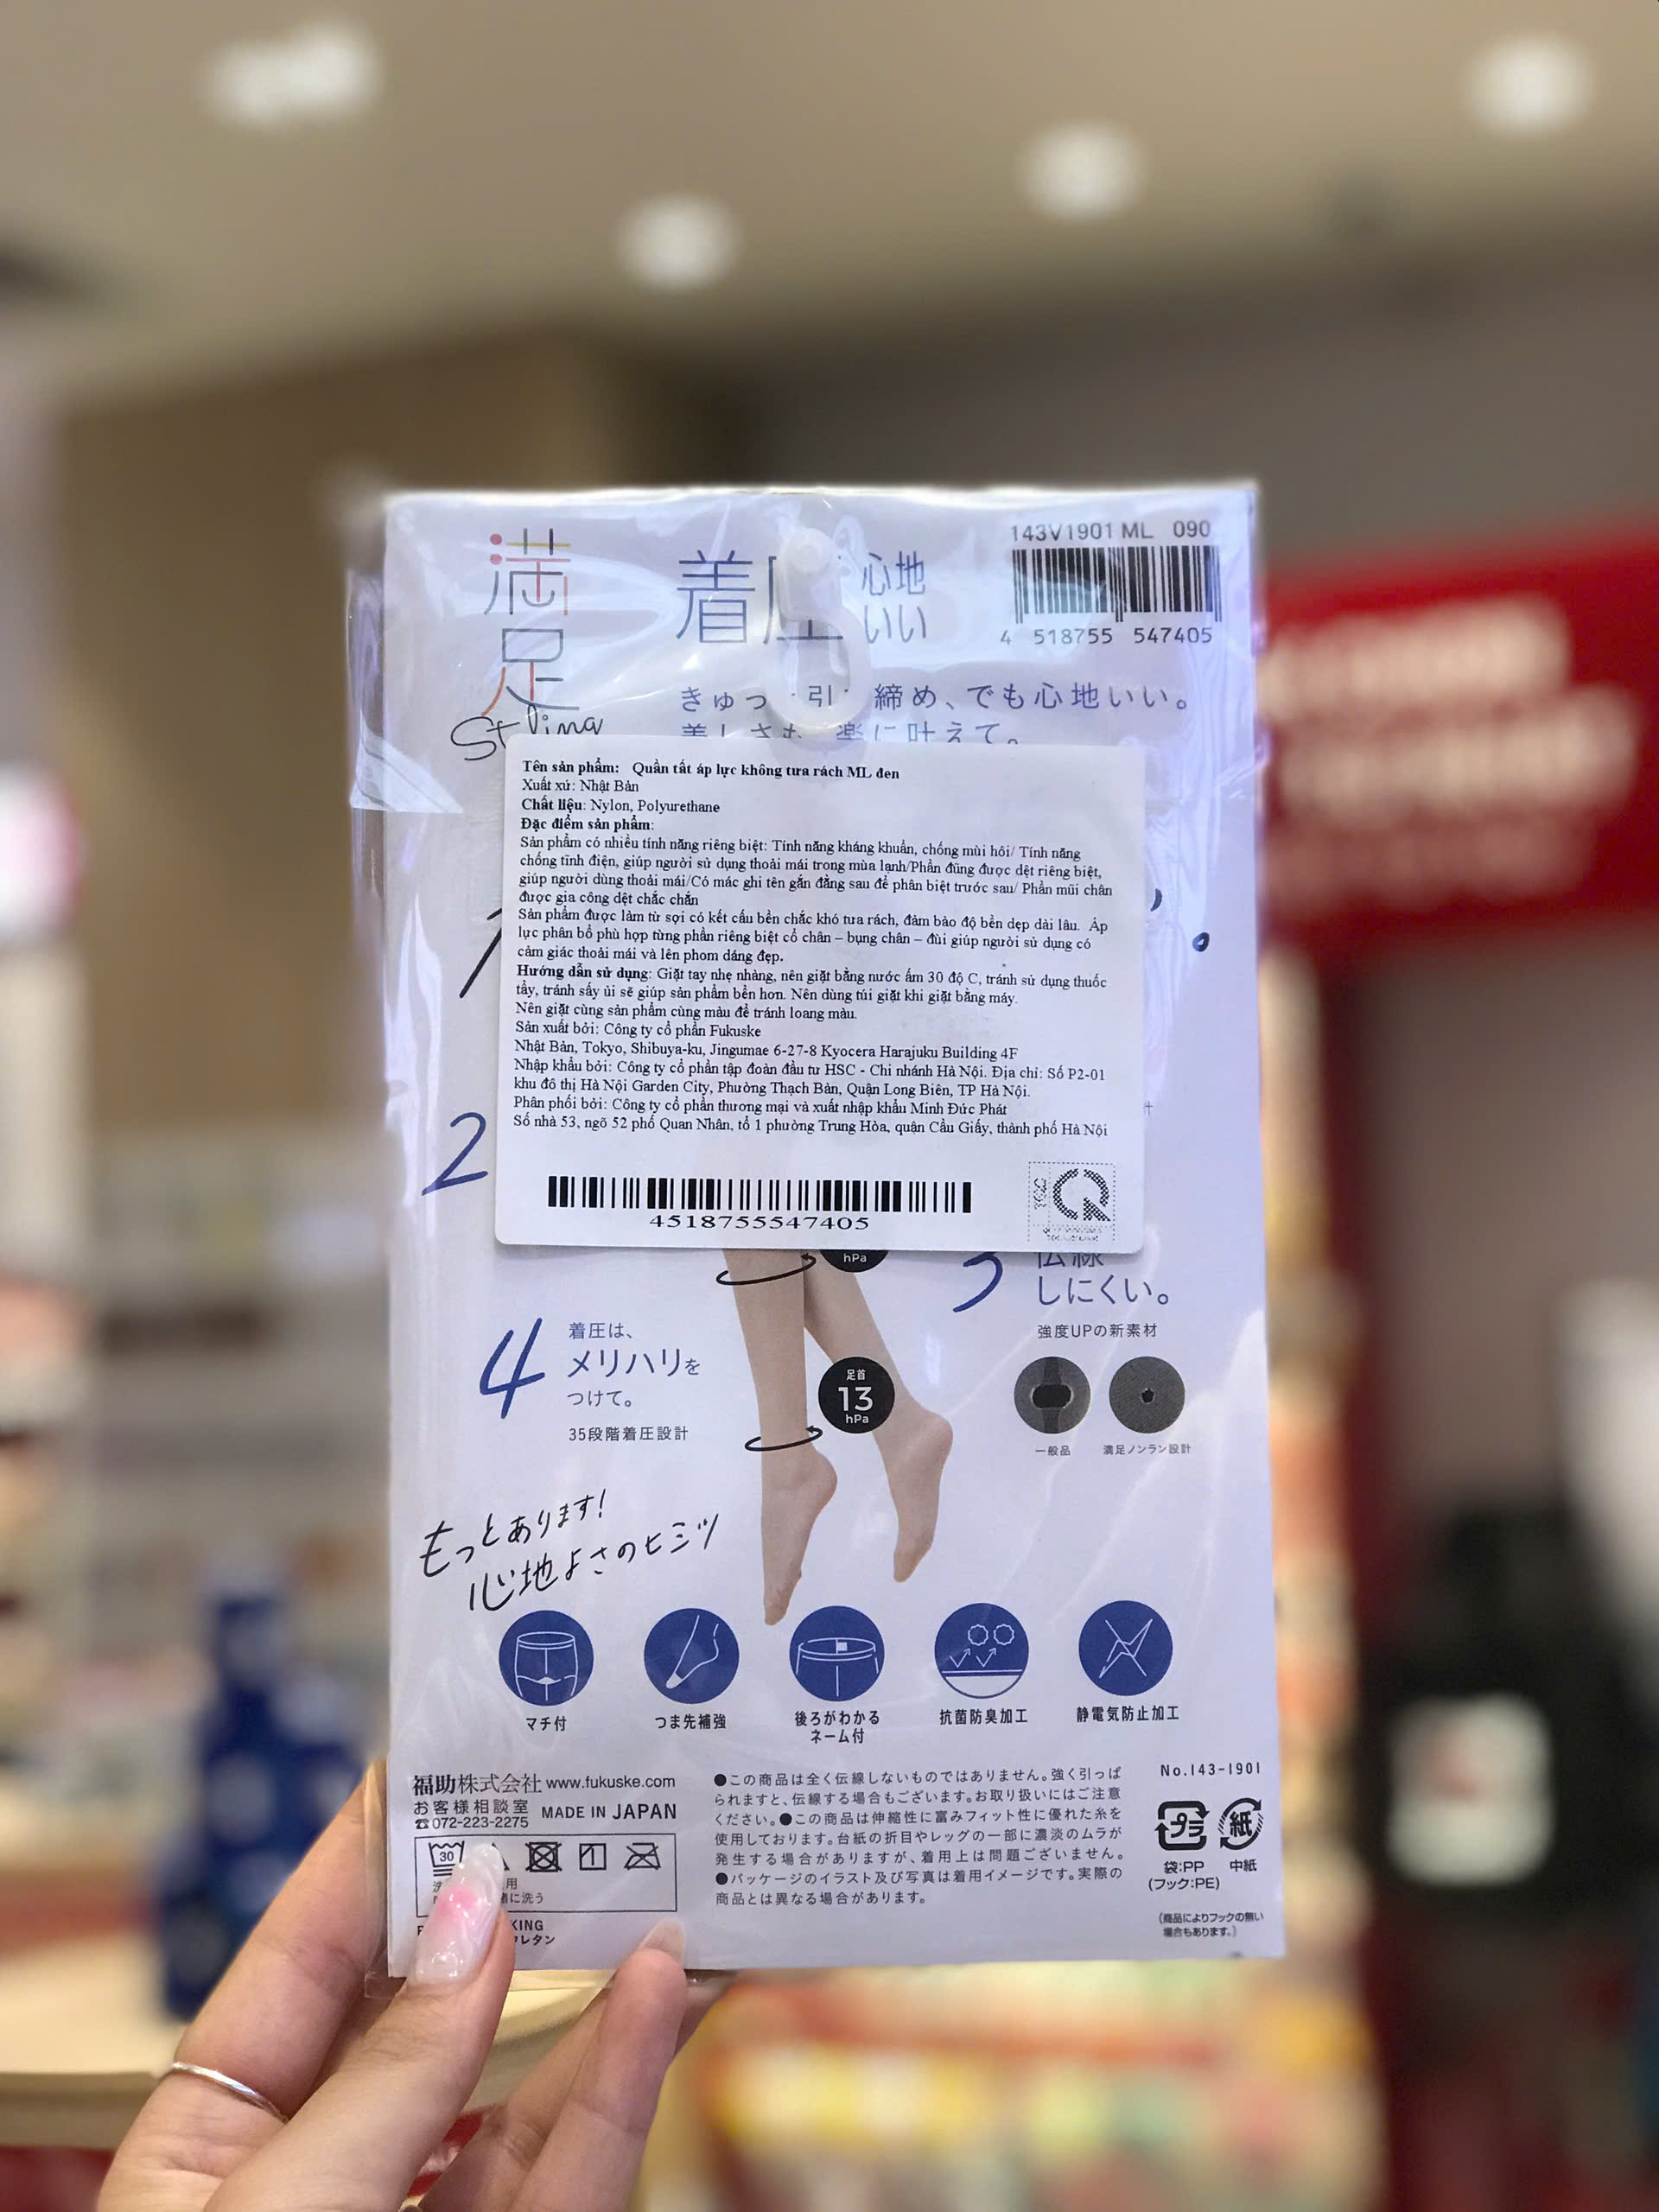 満足
着圧 心地いい
143V1901 ML 090
4 518755 547405
きゅっ 引 締め、でも心地いい。
美しさも 楽に叶えて。
Tên sản phẩm: Quần tất áp lực không tưa rách ML đen
Xuất xứ: Nhật Bản
Chất liệu: Nylon, Polyurethane
Đặc điểm sản phẩm:
Sản phẩm có nhiều tính năng riêng biệt: Tính năng kháng khuẩn, chống mùi hôi/ Tính năng
chống tĩnh điện, giúp người sử dụng thoải mái trong mùa lạnh/Phần đũng được dệt riêng biệt,
giúp người dùng thoải mái/Có mác ghi tên gắn đằng sau để phân biệt trước sau/ Phần mũi chân
được gia công dệt chắc chắn
Sản phẩm được làm từ sợi có kết cấu bền chắc khó tưa rách, đảm bảo độ bền dẹp dài lâu. Áp
lực phân bổ phù hợp từng phần riêng biệt cổ chân – bụng chân – đùi giúp người sử dụng có
cảm giác thoải mái và lên phom dáng đẹp.
Hướng dẫn sử dụng: Giặt tay nhẹ nhàng, nên giặt bằng nước ấm 30 độ C, tránh sử dụng thuốc
tẩy, tránh sấy ủi sẽ giúp sản phẩm bền hơn. Nên dùng túi giặt khi giặt bằng máy.
Nên giặt cùng sản phẩm cùng màu để tránh loang màu.
Sản xuất bởi: Công ty cổ phần Fukuske
Nhật Bản, Tokyo, Shibuya-ku, Jingumae 6-27-8 Kyocera Harajuku Building 4F
Nhập khẩu bởi: Công ty cổ phần tập đoàn đầu tư HSC - Chi nhánh Hà Nội. Địa chỉ: Số P2-01
khu đô thị Hà Nội Garden City, Phường Thạch Bàn, Quận Long Biên, TP Hà Nội.
Phân phối bởi: Công ty cổ phần thương mại và xuất nhập khẩu Minh Đức Phát
Số nhà 53, ngõ 52 phố Quan Nhân, tổ 1 phường Trung Hòa, quận Cầu Giấy, thành phố Hà Nội
4518755547405
2
hPa
伝線
しにくい。
強度UPの新素材
一般品 満足ノンラン設計
4
着圧は、
メリハリを
つけて。
35段階着圧設計
足首
13
hPa
もっとあります!
心地よさのヒミツ
マチ付
つま先補強
後ろがわかる
ネーム付
抗菌防臭加工
静電気防止加工
福助株式会社 www.fukuske.com
お客様相談室 MADE IN JAPAN
☎072-223-2275
30
用
緒に洗う
KING
レタン
●この商品は全く伝線しないものではありません。強く引っぱ
られますと、伝線する場合もございます。お取り扱いにはご注意
ください。●この商品は伸縮性に富みフィット性に優れた糸を
使用しております。台紙の折目やレッグの一部に濃淡のムラが
発生する場合がありますが、着用上は問題ございません。
●パッケージのイラスト及び写真は着用イメージです。実際の
商品とは異なる場合があります。
No.143-1901
プラ 紙
袋:PP 中紙
(フック:PE)
(商品によりフックの無い
場合もあります。)